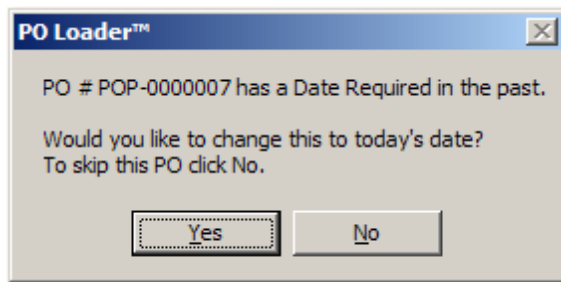 PO Loader™
PO # POP-0000007 has a Date Required in the past.
Would you like to change this to today's date?
To skip this PO click No.
Yes
No